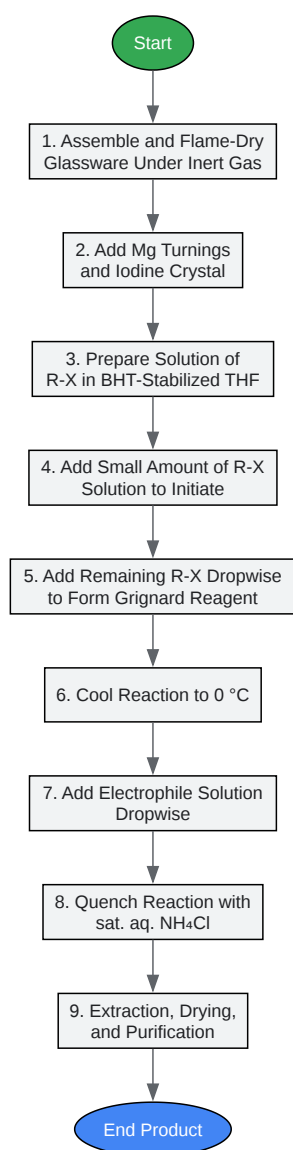 Start
1. Assemble and Flame-Dry
Glassware Under Inert Gas
2. Add Mg Turnings
and Iodine Crystal
3. Prepare Solution of
R-X in BHT-Stabilized THF
4. Add Small Amount of R-X
Solution to Initiate
5. Add Remaining R-X Dropwise
to Form Grignard Reagent
6. Cool Reaction to 0 °C
7. Add Electrophile Solution
Dropwise
8. Quench Reaction with
sat. aq. NH₄Cl
9. Extraction, Drying,
and Purification
End Product